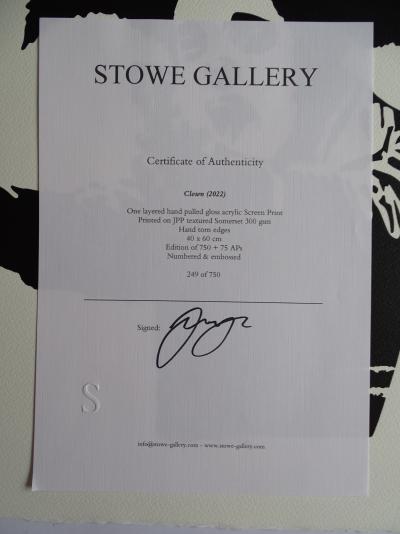 STOWE GALLERY
Certificate of Authenticity
Clown (2022)
One layered hand pulled gloss acrylic Screen Print
Printed on JPP textured Somerset 300 gsm
Hand torn edges
40 x 60 cm
Edition of 750 + 75 APs
Numbered & embossed
249 of 750
Signed:
S
info@stowe-gallery.com - www.stowe-gallery.com